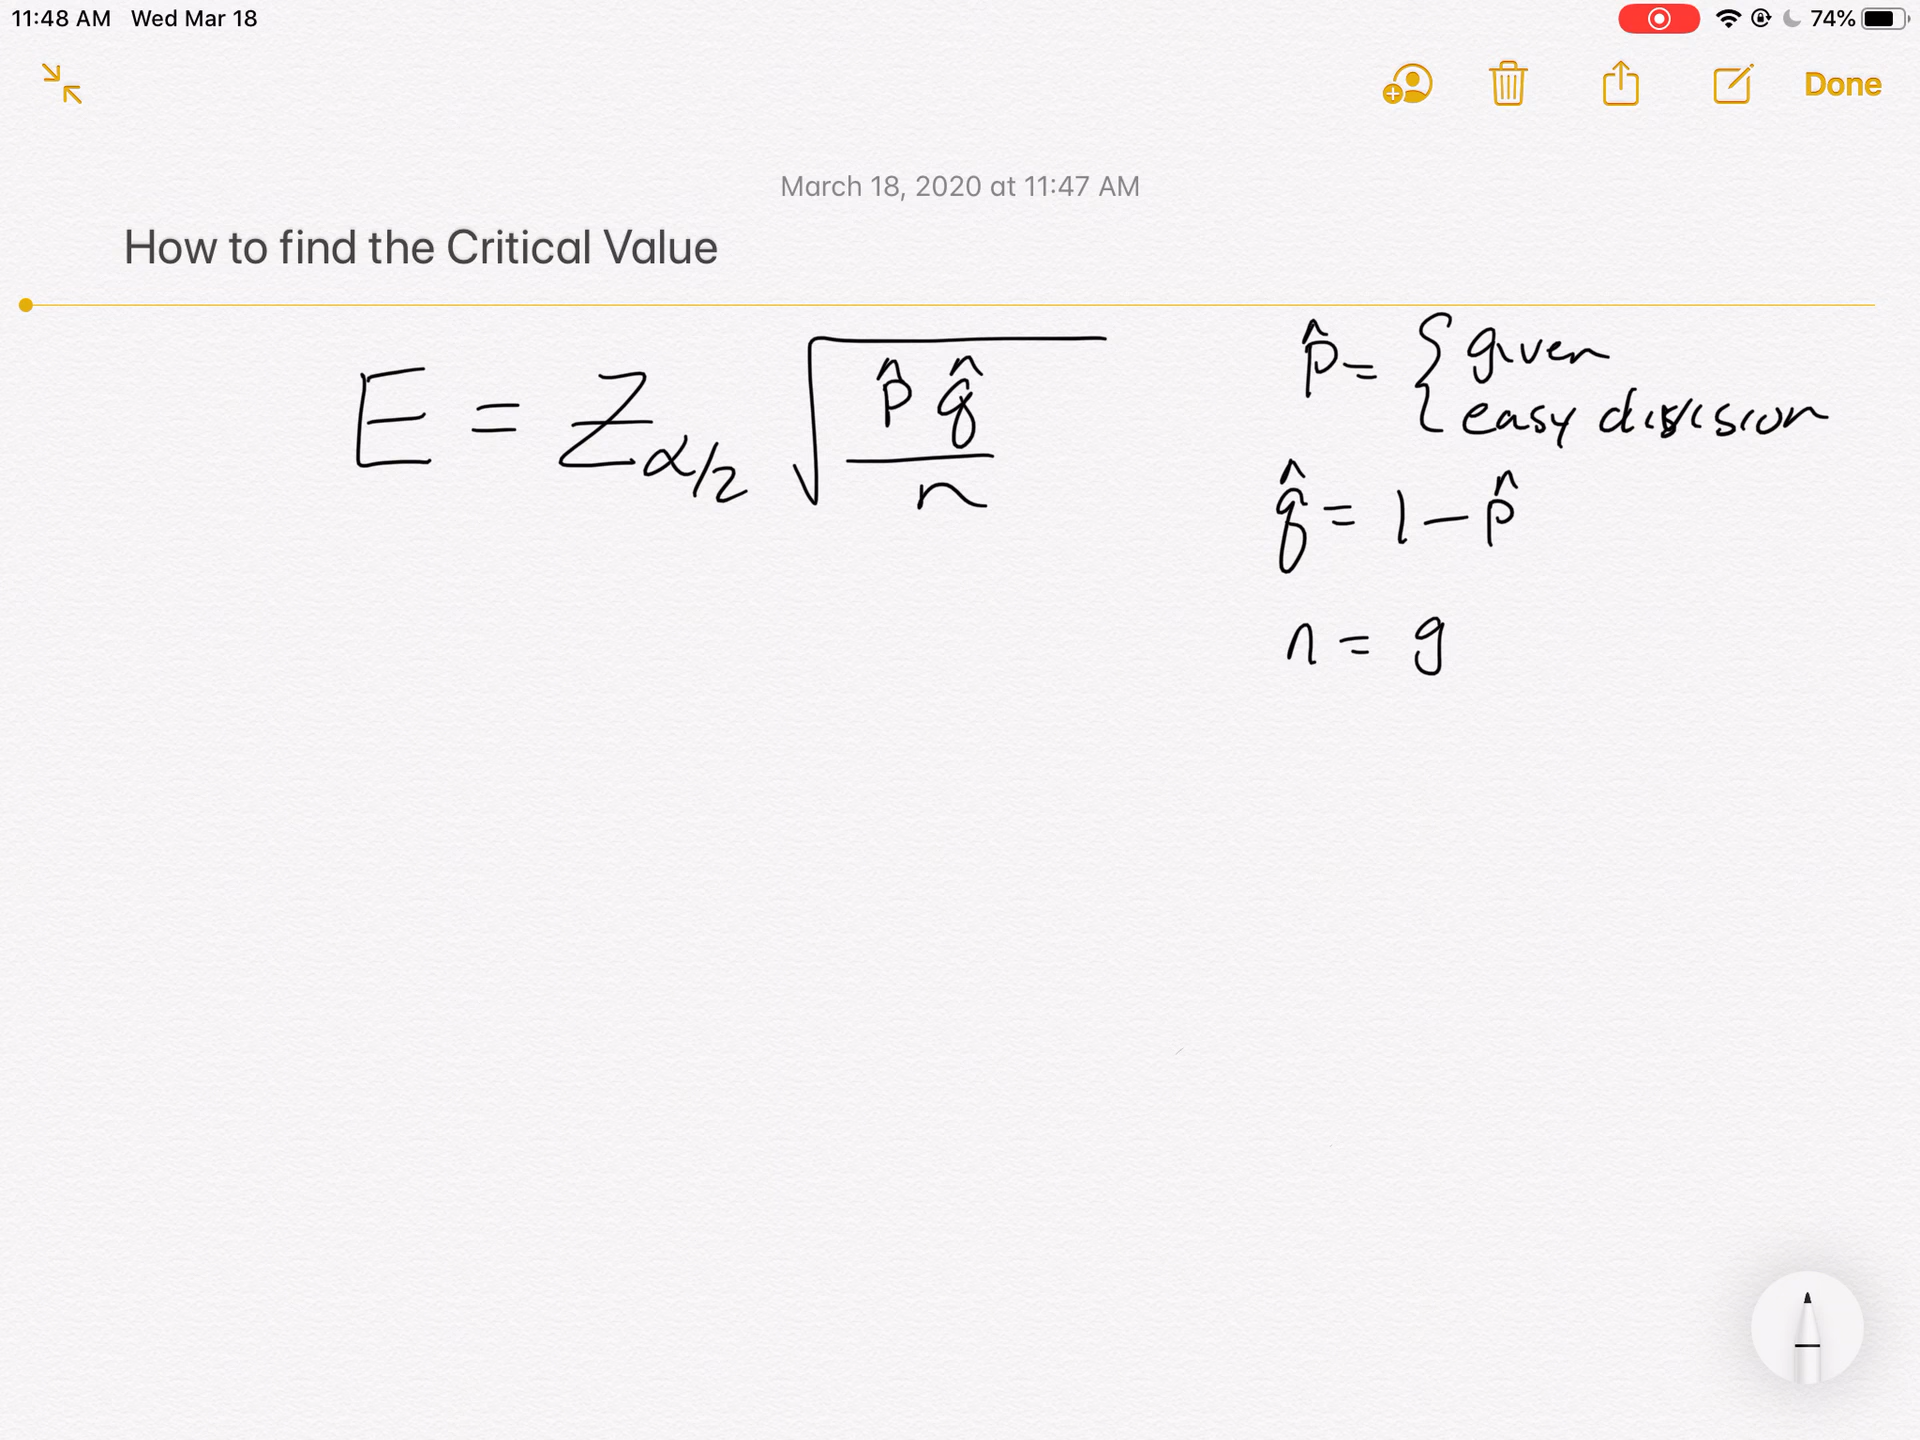 11:48 AM Wed Mar 18
74%
Done
March 18, 2020 at 11:47 AM
How to find the Critical Value
E = Z_{α/2} √(p̂ q̂ / n)
p̂ = { given
easy division
q̂ = 1 − p̂
n = g